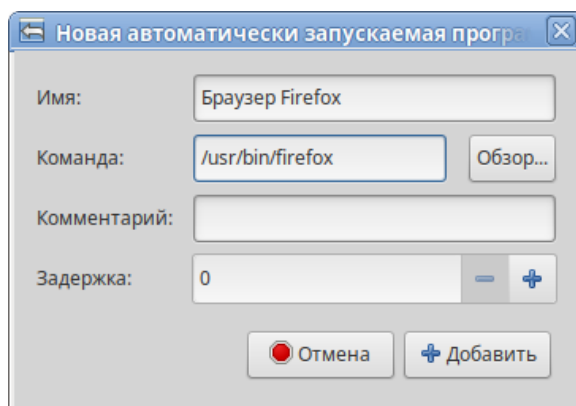 Новая автоматически запускаемая програ
Имя: Браузер Firefox
Команда: /usr/bin/firefox Обзор...
Комментарий:
Задержка: 0
Отмена Добавить